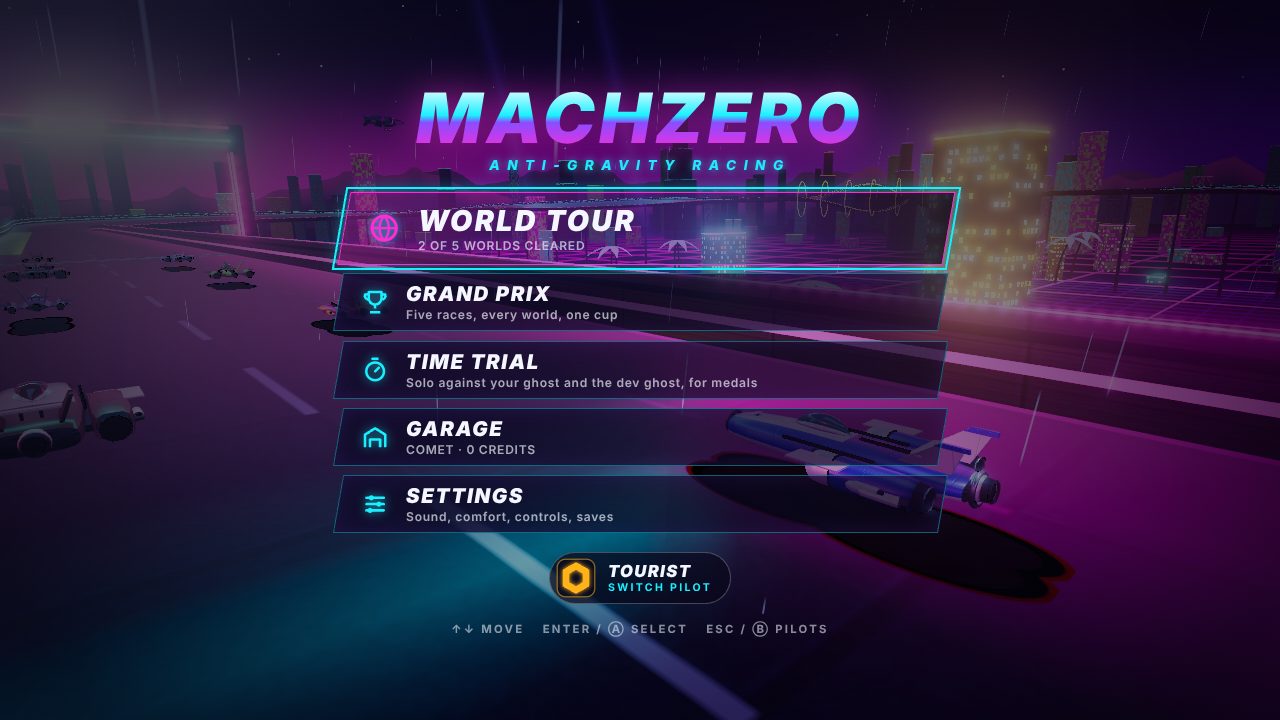 MACHZERO
ANTI-GRAVITY RACING
WORLD TOUR
2 OF 5 WORLDS CLEARED
GRAND PRIX
Five races, every world, one cup
TIME TRIAL
Solo against your ghost and the dev ghost, for medals
GARAGE
COMET · 0 CREDITS
SETTINGS
Sound, comfort, controls, saves
TOURIST
SWITCH PILOT
↑↓ MOVE ENTER / Ⓐ SELECT ESC / Ⓑ PILOTS